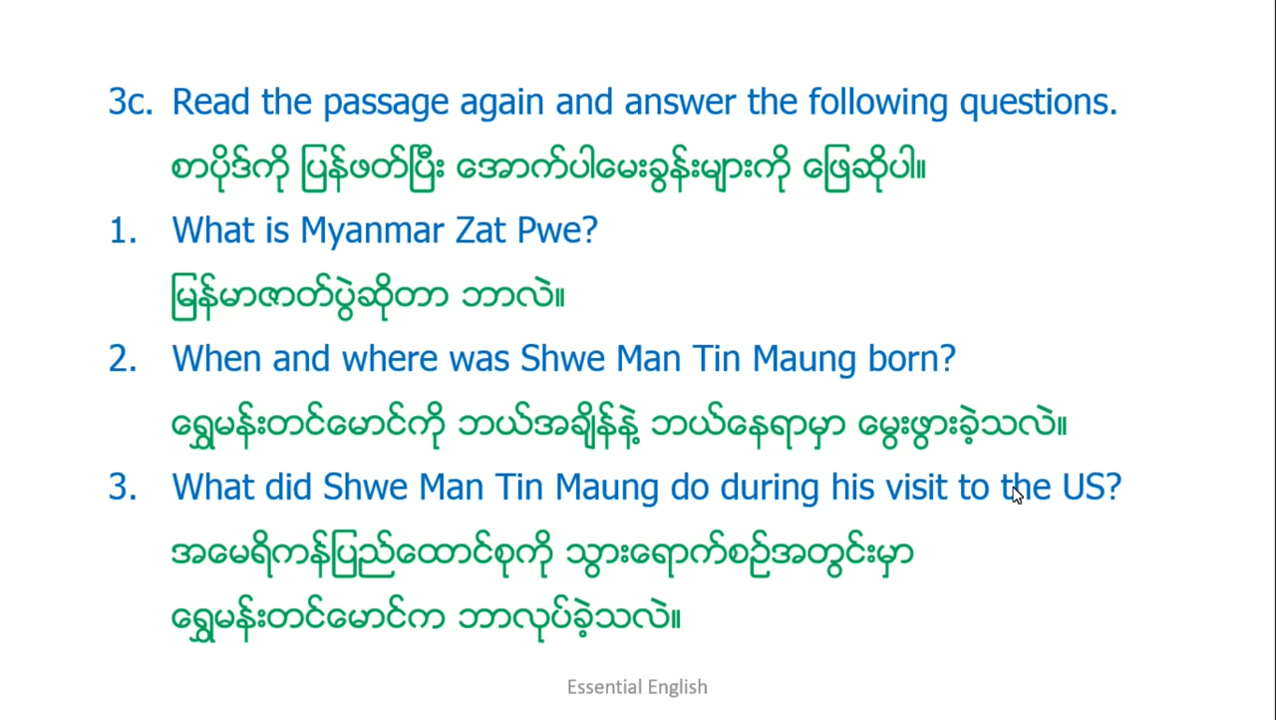 3c. Read the passage again and answer the following questions.
စာပိုဒ်ကို ပြန်ဖတ်ပြီး အောက်ပါမေးခွန်းများကို ဖြေဆိုပါ။
1. What is Myanmar Zat Pwe?
မြန်မာဇာတ်ပွဲဆိုတာ ဘာလဲ။
2. When and where was Shwe Man Tin Maung born?
ရွှေမန်းတင်မောင်ကို ဘယ်အချိန်နဲ့ ဘယ်နေရာမှာ မွေးဖွားခဲ့သလဲ။
3. What did Shwe Man Tin Maung do during his visit to the US?
အမေရိကန်ပြည်ထောင်စုကို သွားရောက်စဉ်အတွင်းမှာ
ရွှေမန်းတင်မောင်က ဘာလုပ်ခဲ့သလဲ။
Essential English